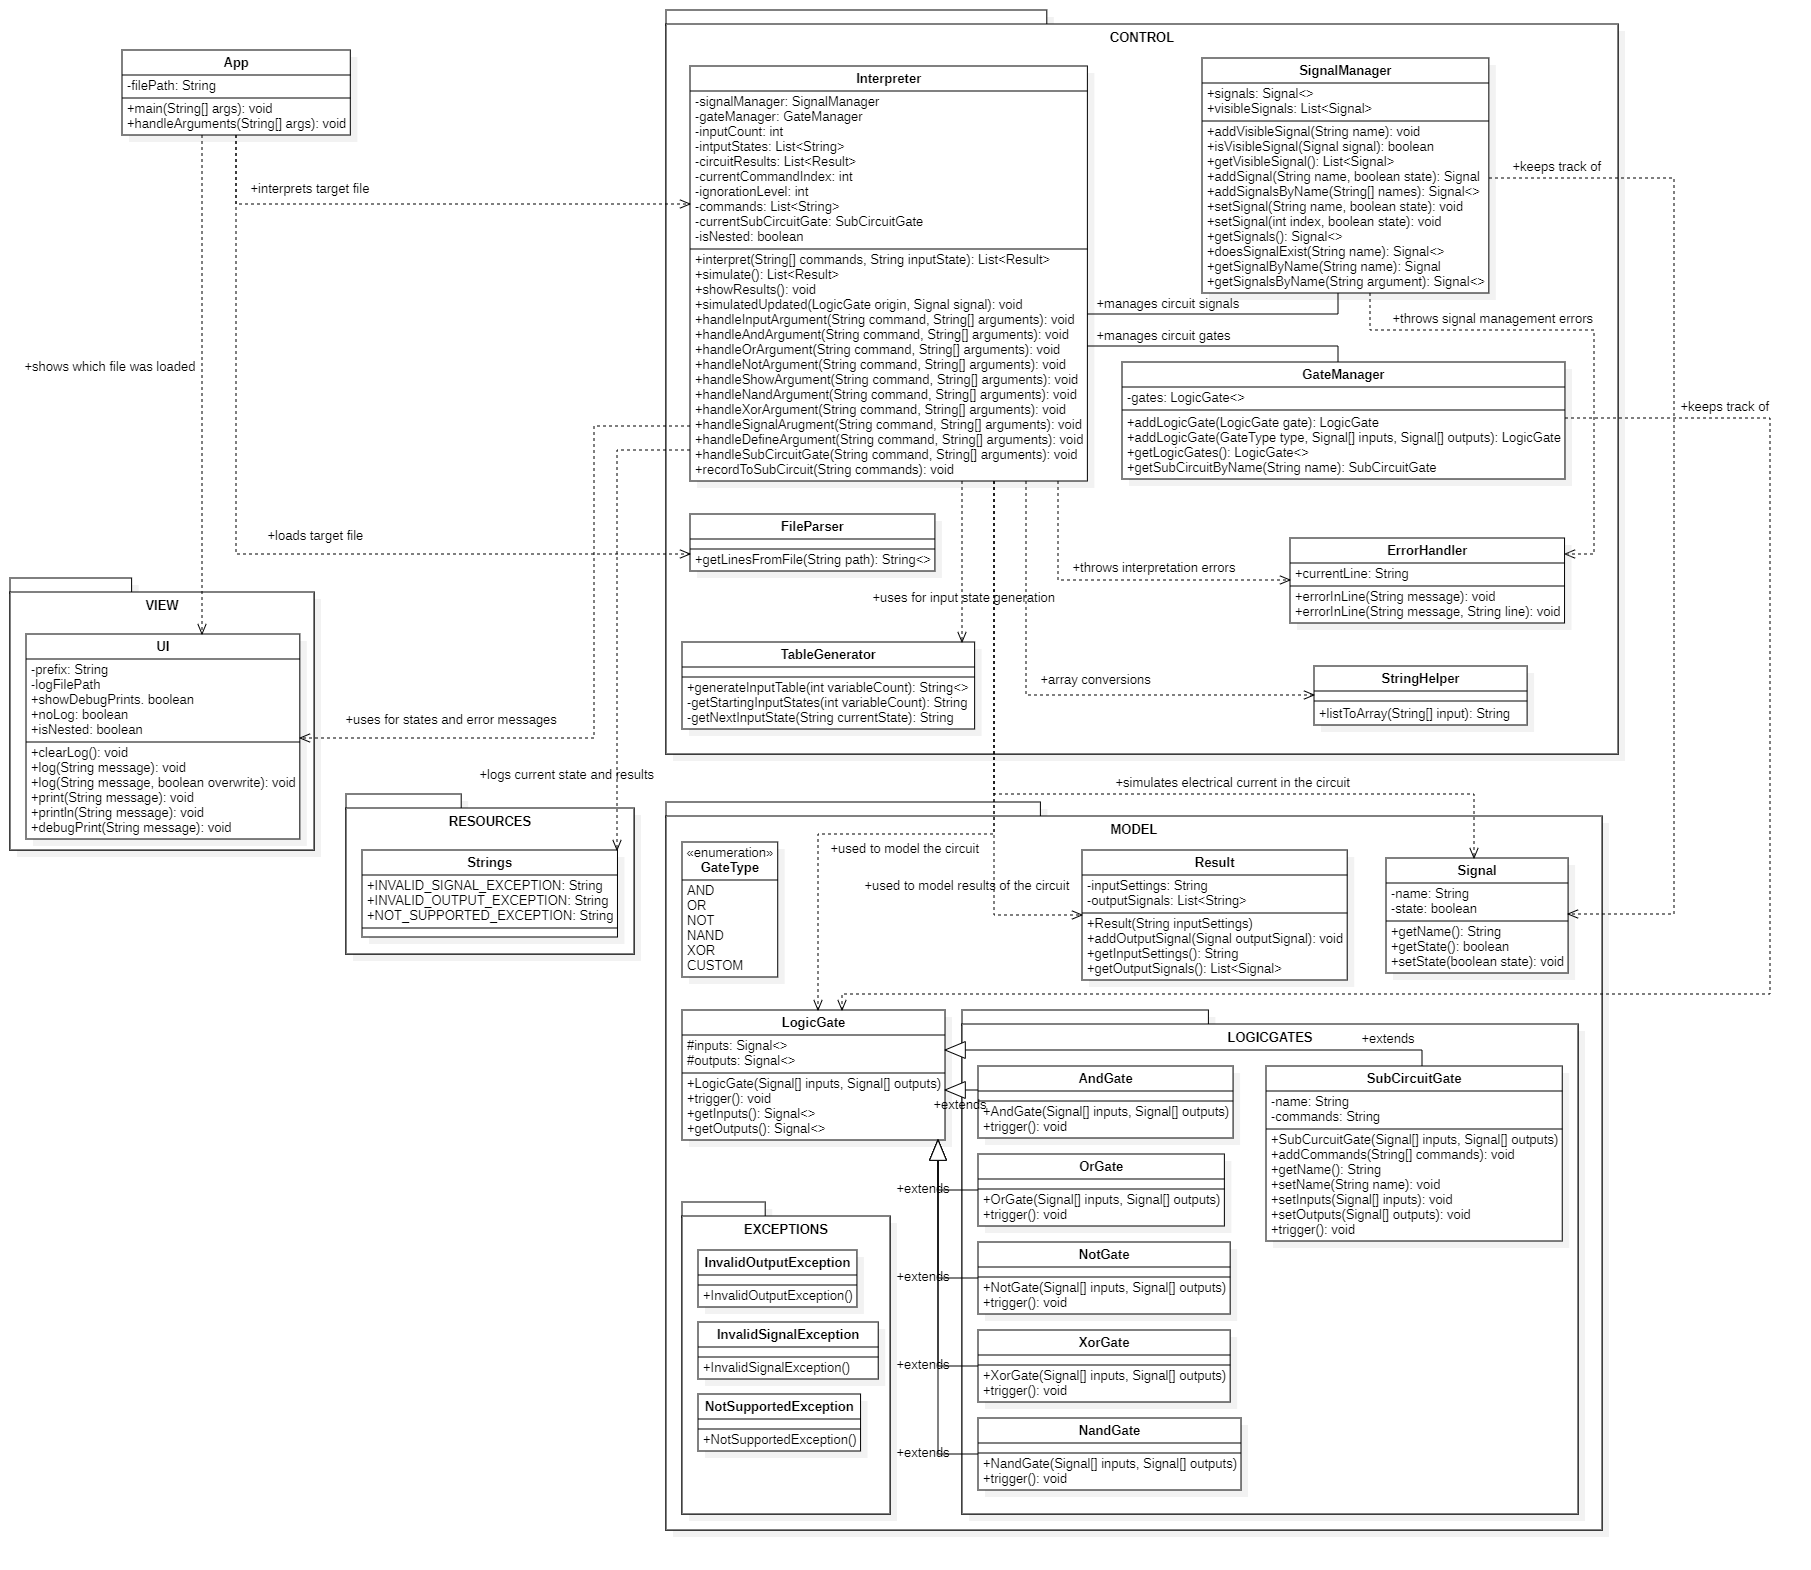 App
-filePath: String
+main(String[] args): void
+handleArguments(String[] args): void
+interprets target file
+shows which file was loaded
+loads target file
CONTROL
Interpreter
-signalManager: SignalManager
-gateManager: GateManager
-inputCount: int
-intputStates: List<String>
-circuitResults: List<Result>
-currentCommandIndex: int
-ignorationLevel: int
-commands: List<String>
-currentSubCircuitGate: SubCircuitGate
-isNested: boolean
+interpret(String[] commands, String inputState): List<Result>
+simulate(): List<Result>
+showResults(): void
+simulatedUpdated(LogicGate origin, Signal signal): void
+handleInputArgument(String command, String[] arguments): void
+handleAndArgument(String command, String[] arguments): void
+handleOrArgument(String command, String[] arguments): void
+handleNotArgument(String command, String[] arguments): void
+handleShowArgument(String command, String[] arguments): void
+handleNandArgument(String command, String[] arguments): void
+handleXorArgument(String command, String[] arguments): void
+handleSignalArugment(String command, String[] arguments): void
+handleDefineArgument(String command, String[] arguments): void
+handleSubCircuitGate(String command, String[] arguments): void
+recordToSubCircuit(String commands): void
SignalManager
+signals: Signal<>
+visibleSignals: List<Signal>
+addVisibleSignal(String name): void
+isVisibleSignal(Signal signal): boolean
+getVisibleSignal(): List<Signal>
+addSignal(String name, boolean state): Signal
+addSignalsByName(String[] names): Signal<>
+setSignal(String name, boolean state): void
+setSignal(int index, boolean state): void
+getSignals(): Signal<>
+doesSignalExist(String name): Signal<>
+getSignalByName(String name): Signal
+getSignalsByName(String argument): Signal<>
+keeps track of
+manages circuit signals
+throws signal management errors
+manages circuit gates
GateManager
-gates: LogicGate<>
+addLogicGate(LogicGate gate): LogicGate
+addLogicGate(GateType type, Signal[] inputs, Signal[] outputs): LogicGate
+getLogicGates(): LogicGate<>
+getSubCircuitByName(String name): SubCircuitGate
+keeps track of
FileParser
+getLinesFromFile(String path): String<>
ErrorHandler
+currentLine: String
+errorInLine(String message): void
+errorInLine(String message, String line): void
+throws interpretation errors
+uses for input state generation
TableGenerator
+generateInputTable(int variableCount): String<>
-getStartingInputStates(int variableCount): String
-getNextInputState(String currentState): String
+array conversions
StringHelper
+listToArray(String[] input): String
VIEW
UI
-prefix: String
-logFilePath
+showDebugPrints. boolean
+noLog: boolean
+isNested: boolean
+clearLog(): void
+log(String message): void
+log(String message, boolean overwrite): void
+print(String message): void
+println(String message): void
+debugPrint(String message): void
+uses for states and error messages
+logs current state and results
RESOURCES
Strings
+INVALID_SIGNAL_EXCEPTION: String
+INVALID_OUTPUT_EXCEPTION: String
+NOT_SUPPORTED_EXCEPTION: String
+simulates electrical current in the circuit
MODEL
«enumeration»
GateType
AND
OR
NOT
NAND
XOR
CUSTOM
+used to model the circuit
+used to model results of the circuit
Result
-inputSettings: String
-outputSignals: List<String>
+Result(String inputSettings)
+addOutputSignal(Signal outputSignal): void
+getInputSettings(): String
+getOutputSignals(): List<Signal>
Signal
-name: String
-state: boolean
+getName(): String
+getState(): boolean
+setState(boolean state): void
LogicGate
#inputs: Signal<>
#outputs: Signal<>
+LogicGate(Signal[] inputs, Signal[] outputs)
+trigger(): void
+getInputs(): Signal<>
+getOutputs(): Signal<>
LOGICGATES
+extends
+extends
AndGate
+AndGate(Signal[] inputs, Signal[] outputs)
+trigger(): void
SubCircuitGate
-name: String
-commands: String
+SubCurcuitGate(Signal[] inputs, Signal[] outputs)
+addCommands(String[] commands): void
+getName(): String
+setName(String name): void
+setInputs(Signal[] inputs): void
+setOutputs(Signal[] outputs): void
+trigger(): void
+extends
OrGate
+OrGate(Signal[] inputs, Signal[] outputs)
+trigger(): void
+extends
NotGate
+NotGate(Signal[] inputs, Signal[] outputs)
+trigger(): void
+extends
XorGate
+XorGate(Signal[] inputs, Signal[] outputs)
+trigger(): void
+extends
NandGate
+NandGate(Signal[] inputs, Signal[] outputs)
+trigger(): void
EXCEPTIONS
InvalidOutputException
+InvalidOutputException()
InvalidSignalException
+InvalidSignalException()
NotSupportedException
+NotSupportedException()